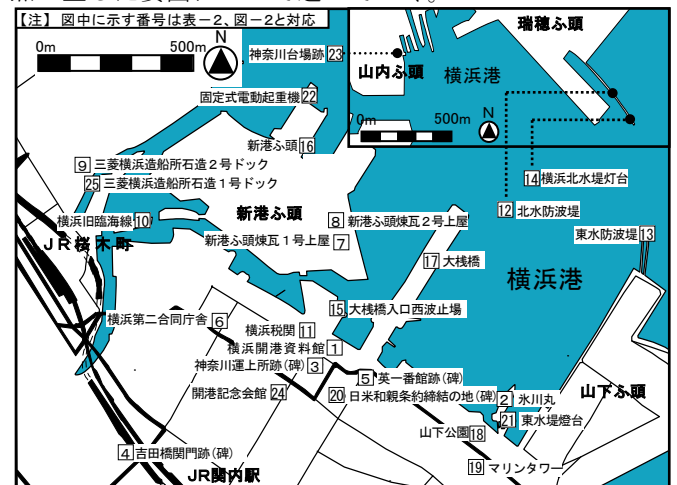 【注】図中に示す番号は表－2、図－2と対応
0m 500m
N
神奈川台場跡 23
固定式電動起重機 22
新港ふ頭 16
9 三菱横浜造船所石造2号ドック
25 三菱横浜造船所石造1号ドック
横浜旧臨海線 10
JR桜木町
新港ふ頭
8 新港ふ頭煉瓦2号上屋
新港ふ頭煉瓦1号上屋 7
瑞穂ふ頭
山内ふ頭
横浜港
0m 500m
N
14 横浜北水堤灯台
12 北水防波堤
東水防波堤 13
17 大桟橋
横浜港
15 大桟橋入口西波止場
横浜第二合同庁舎 6
横浜税関 11
横浜開港資料館 1
神奈川運上所跡(碑) 3
5 英一番館跡(碑)
開港記念会館 24
20 日米和親条約締結の地(碑)
2 氷川丸
山下ふ頭
21 東水堤燈台
山下公園 18
4 吉田橋関門跡(碑)
19 マリンタワー
JR関内駅